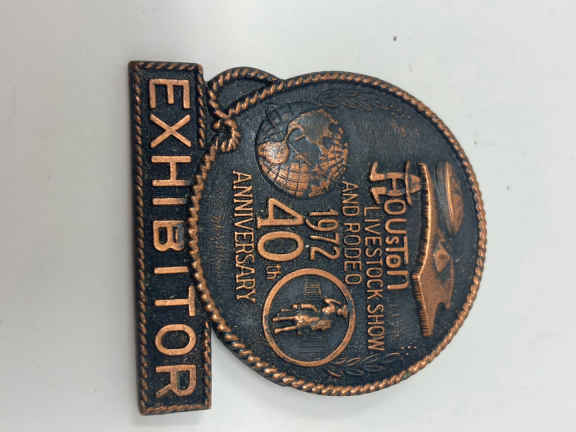 Houston
LIVESTOCK SHOW
AND RODEO
1972
40th
ANNIVERSARY
EXHIBITOR